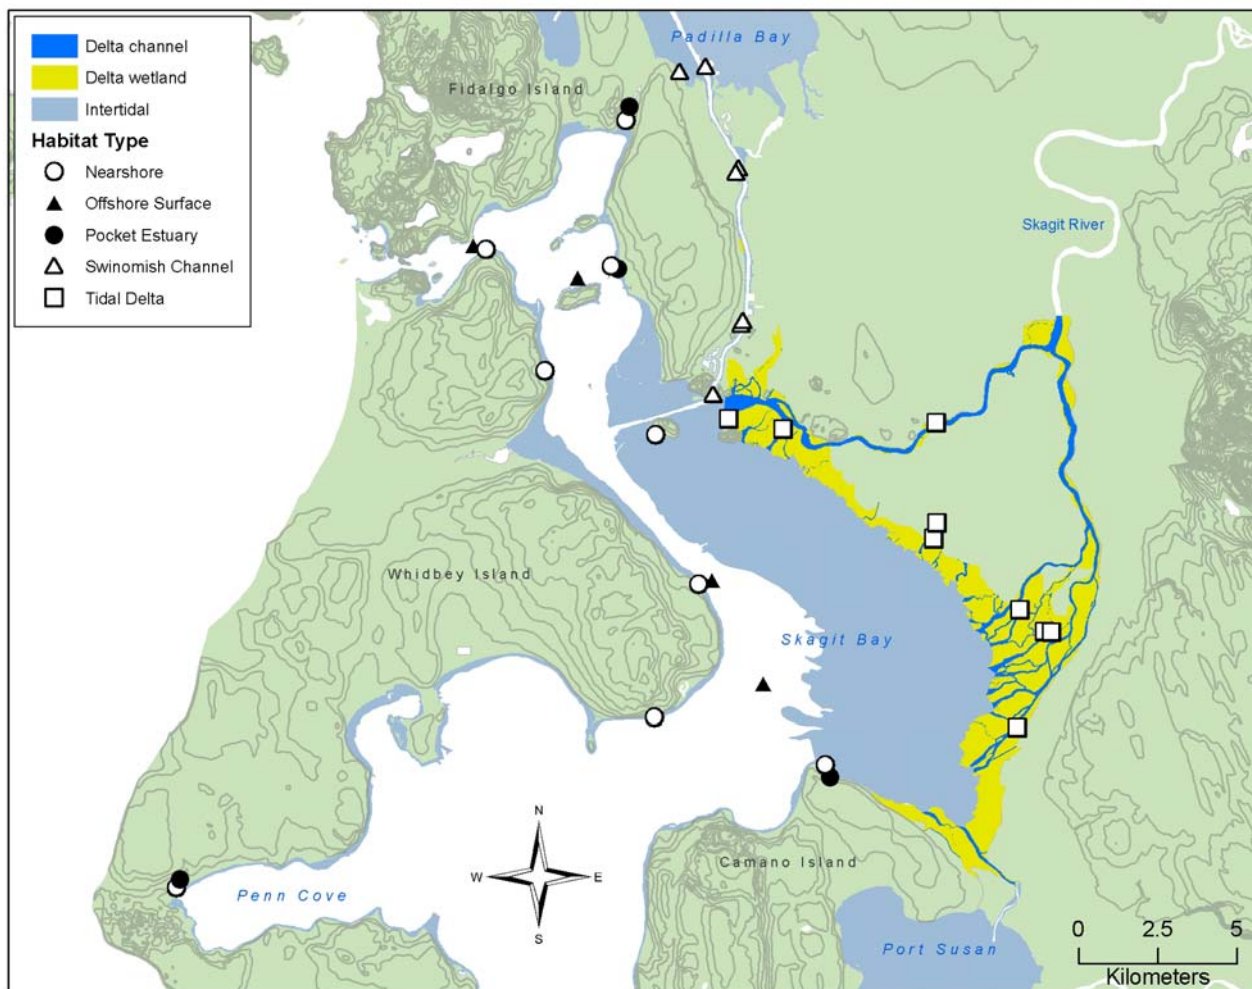 Delta channel
Delta wetland
Intertidal
Habitat Type
Nearshore
Offshore Surface
Pocket Estuary
Swinomish Channel
Tidal Delta
Padilla Bay
Fidalgo Island
Skagit River
Whidbey Island
Skagit Bay
Camano Island
Penn Cove
Port Susan
N
W E
S
0 2.5 5
Kilometers